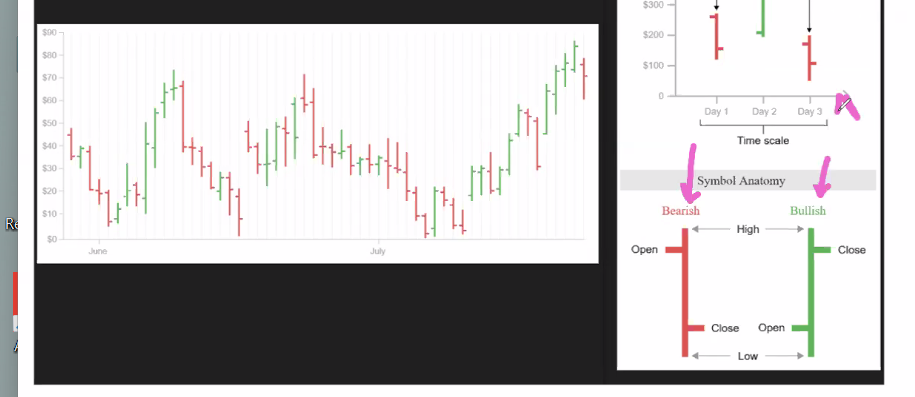 $90
$80
$70
$60
$50
$40
$30
$20
$10
$0
June
July
$300
$200
$100
0
Day 1
Day 2
Day 3
Time scale
Symbol Anatomy
Bearish
Bullish
High
Open
Close
Close
Open
Low